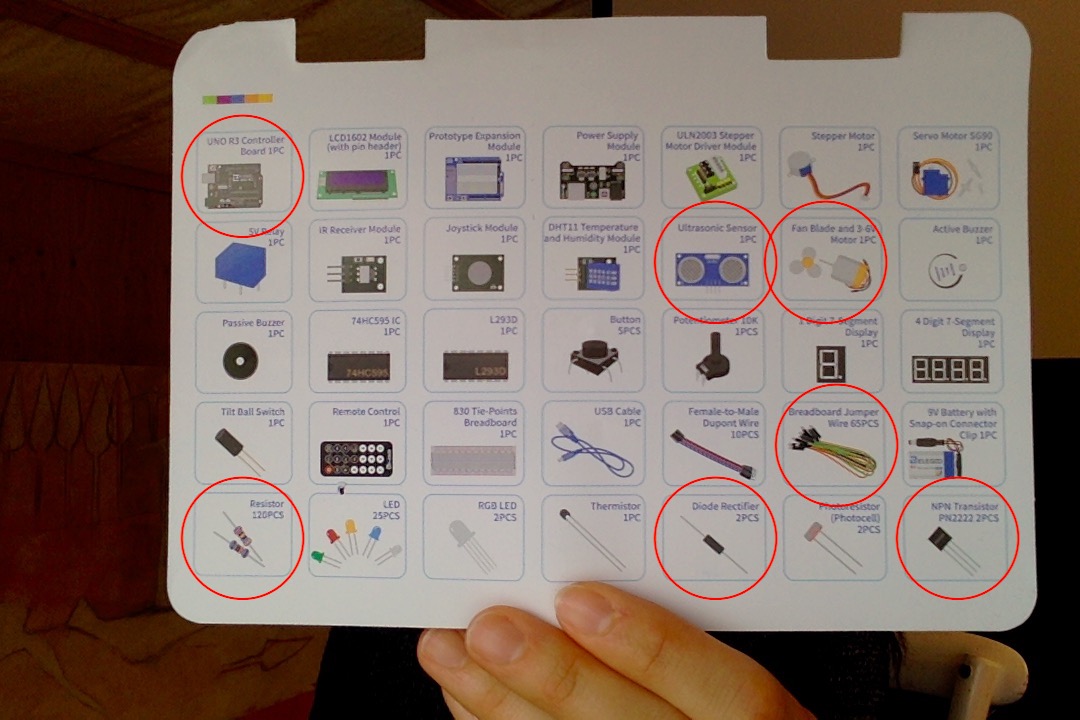 UNO R3 Controller
Board 1PC
LCD1602 Module
(with pin header)
1PC
Prototype Expansion
Module
1PC
Power Supply
Module
1PC
ULN2003 Stepper
Motor Driver Module
1PC
Stepper Motor
1PC
Servo Motor SG90
1PC
5V Relay
1PC
IR Receiver Module
1PC
Joystick Module
1PC
DHT11 Temperature
and Humidity Module
1PC
Ultrasonic Sensor
1PC
Fan Blade and 3-6V
Motor 1PC
Active Buzzer
1PC
Passive Buzzer
1PC
74HC595 IC
1PC
74HC595
L293D
1PC
L293D
Button
5PCS
Potentiometer 10K
1PCS
1 Digit 7-Segment
Display
1PC
4 Digit 7-Segment
Display
1PC
Tilt Ball Switch
1PC
Remote Control
1PC
830 Tie-Points
Breadboard
1PC
USB Cable
1PC
Female-to-Male
Dupont Wire
10PCS
Breadboard Jumper
Wire 65PCS
9V Battery with
Snap-on Connector
Clip 1PC
Resistor
120PCS
LED
25PCS
RGB LED
2PCS
Thermistor
1PC
Diode Rectifier
2PCS
Photoresistor
(Photocell)
2PCS
NPN Transistor
PN2222 2PCS